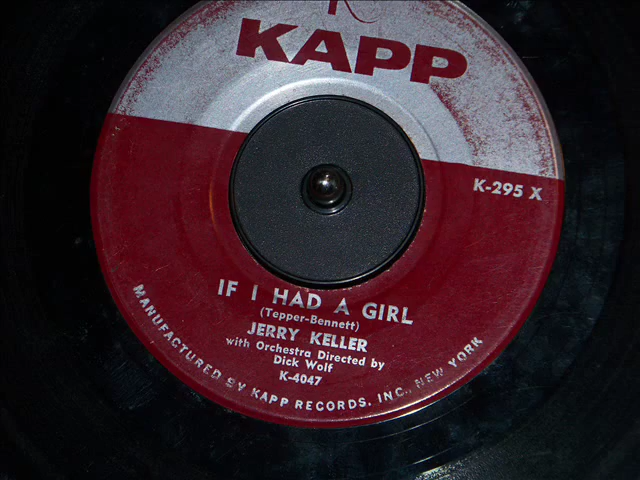 K
KAPP
K-295 X
IF I HAD A GIRL
(Tepper-Bennett)
JERRY KELLER
with Orchestra Directed by
Dick Wolf
K-4047
MANUFACTURED BY KAPP RECORDS, INC., NEW YORK